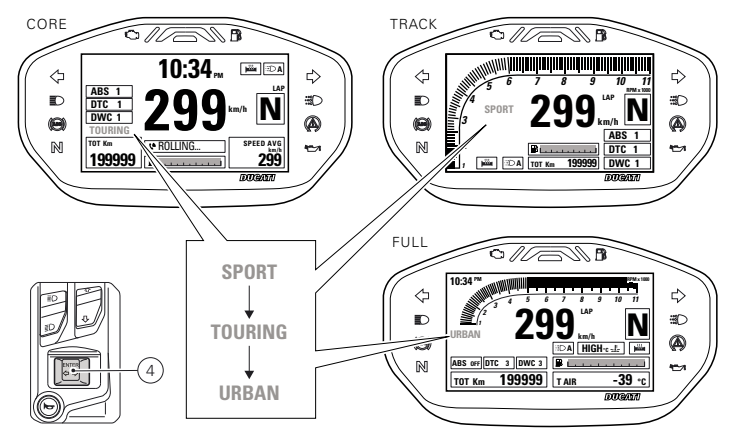 CORE
10:34 PM
A
ABS 1
DTC 1
DWC 1
TOURING
299
km/h
LAP
N
TOT Km
199999
ROLLING...
SPEED AVG
km/h
299
DUCATI
ABS
N
TRACK
1
3
4
5
6
7
8
9
10
11
RPM x 1000
SPORT
299
km/h
LAP
N
ABS 1
DTC 1
DWC 1
A
TOT Km 199999
DUCATI
ABS
N
SPORT
TOURING
URBAN
FULL
10:34 PM
RPM x 1000
1
2
3
4
5
6
7
8
9
10
11
URBAN
299
km/h
LAP
N
A
HIGH °C
ABS OFF
DTC 3
DWC 3
TOT Km 199999
T AIR -39 °C
DUCATI
N
ENTER
4